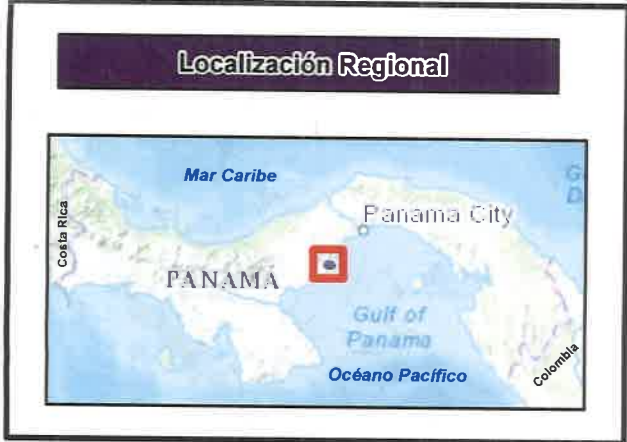 Localización Regional
Mar Caribe
Costa Rica
Panama City
PANAMA
Gulf of
Panama
Océano Pacífico
Colombia